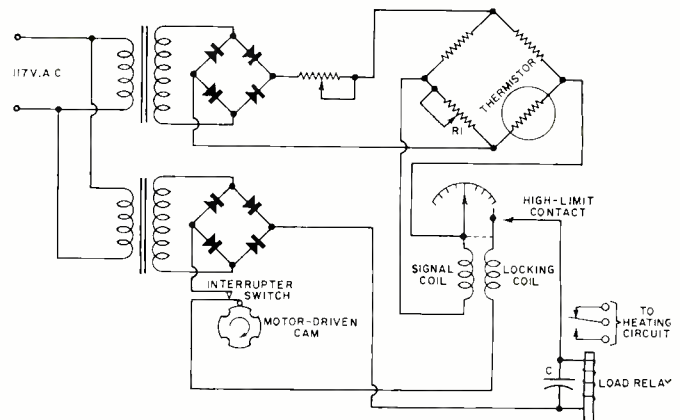 117V. A C
THERMISTOR
R1
HIGH-LIMIT
CONTACT
SIGNAL
COIL
LOCKING
COIL
INTERRUPTER
SWITCH
MOTOR-DRIVEN
CAM
TO
HEATING
CIRCUIT
C
LOAD RELAY